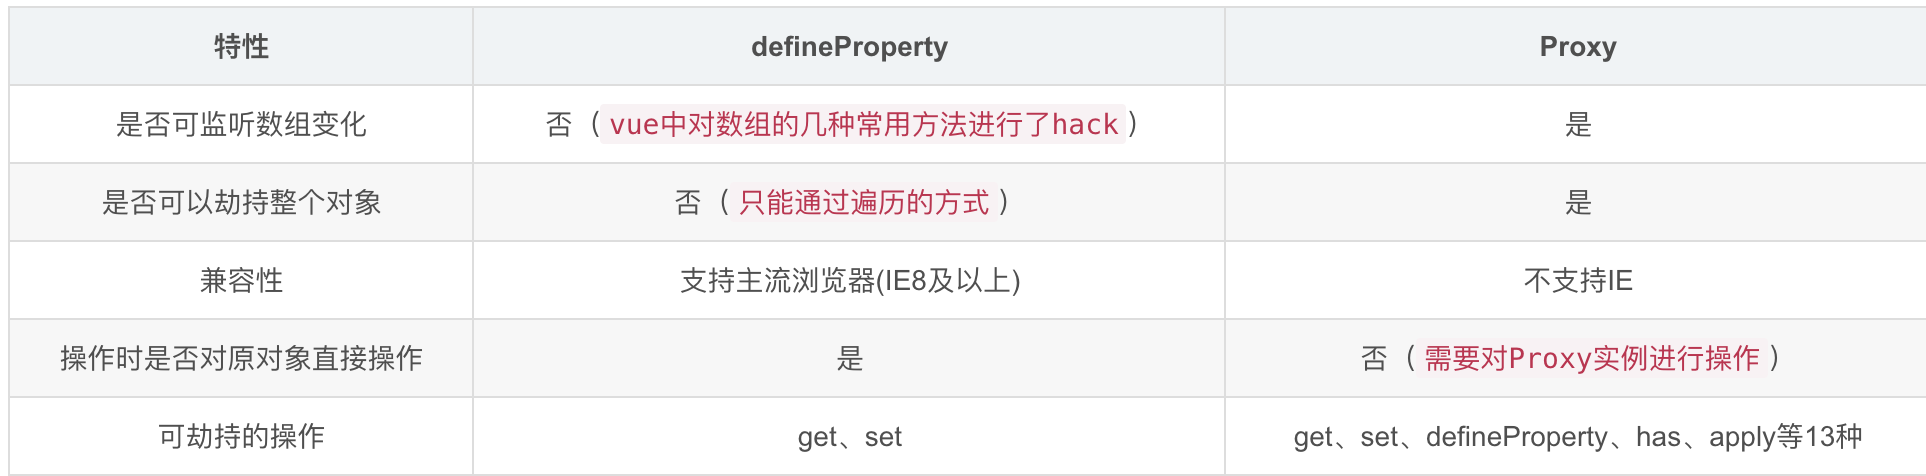 特性 defineProperty Proxy
是否可监听数组变化 否（vue中对数组的几种常用方法进行了hack） 是
是否可以劫持整个对象 否（只能通过遍历的方式） 是
兼容性 支持主流浏览器(IE8及以上) 不支持IE
操作时是否对原对象直接操作 是 否（需要对Proxy实例进行操作）
可劫持的操作 get、set get、set、defineProperty、has、apply等13种